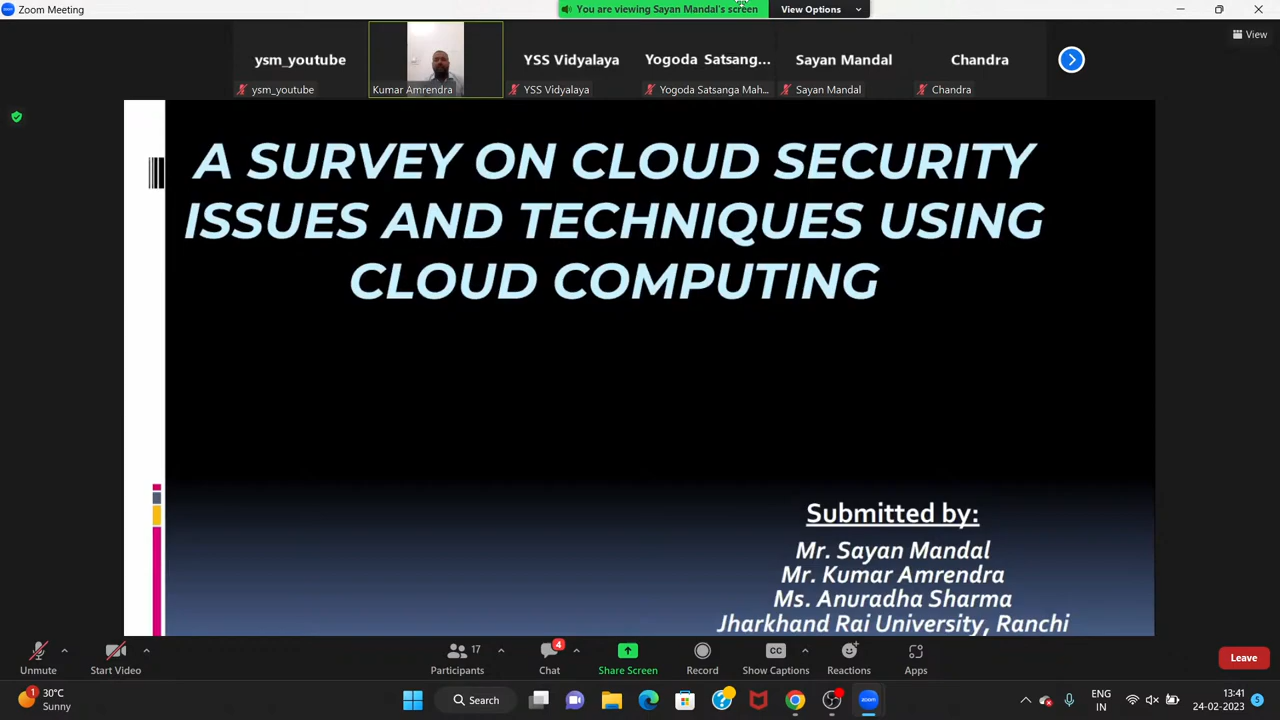 Zoom Meeting
You are viewing Sayan Mandal's screen
View Options
View
ysm_youtube
YSS Vidyalaya
Yogoda Satsang...
Sayan Mandal
Chandra
ysm_youtube
Kumar Amrendra
YSS Vidyalaya
Yogoda Satsanga Mah...
Sayan Mandal
Chandra
A SURVEY ON CLOUD SECURITY
ISSUES AND TECHNIQUES USING
CLOUD COMPUTING
Submitted by:
Mr. Sayan Mandal
Mr. Kumar Amrendra
Ms. Anuradha Sharma
Jharkhand Rai University, Ranchi
Unmute
Start Video
Participants
17
Chat
4
Share Screen
Record
CC
Show Captions
Reactions
Apps
Leave
1
30°C
Sunny
Search
ENG
IN
13:41
24-02-2023
5